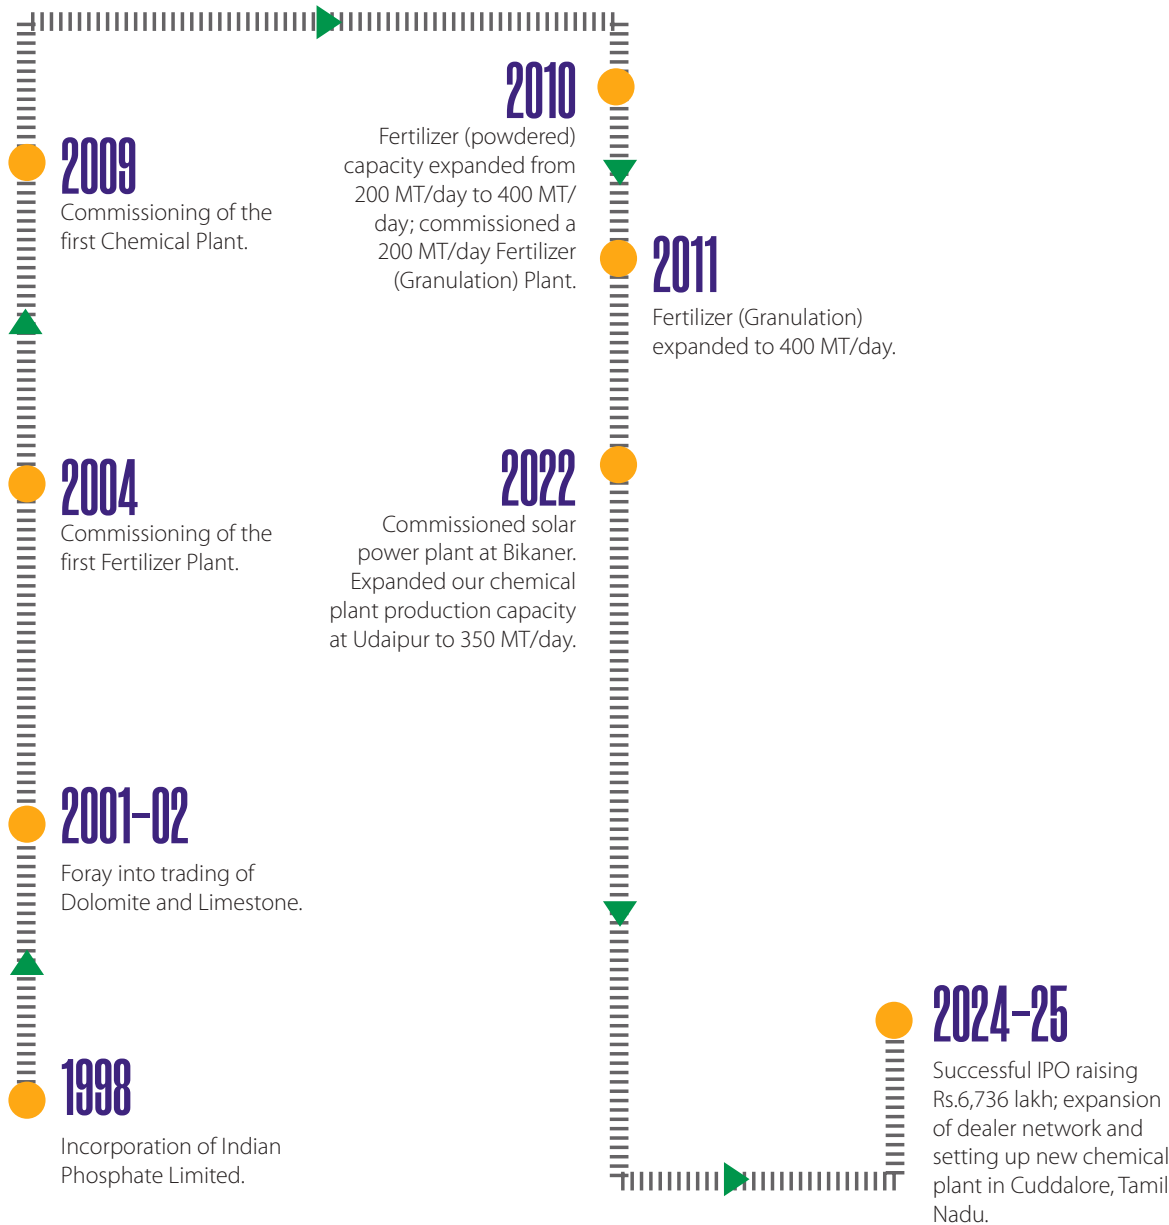 2010
Fertilizer (powdered)
capacity expanded from
200 MT/day to 400 MT/
day; commissioned a
200 MT/day Fertilizer
(Granulation) Plant.
2009
Commissioning of the
first Chemical Plant.
2011
Fertilizer (Granulation)
expanded to 400 MT/day.
2004
Commissioning of the
first Fertilizer Plant.
2022
Commissioned solar
power plant at Bikaner.
Expanded our chemical
plant production capacity
at Udaipur to 350 MT/day.
2001-02
Foray into trading of
Dolomite and Limestone.
1998
Incorporation of Indian
Phosphate Limited.
2024-25
Successful IPO raising
Rs.6,736 lakh; expansion
of dealer network and
setting up new chemical
plant in Cuddalore, Tamil
Nadu.